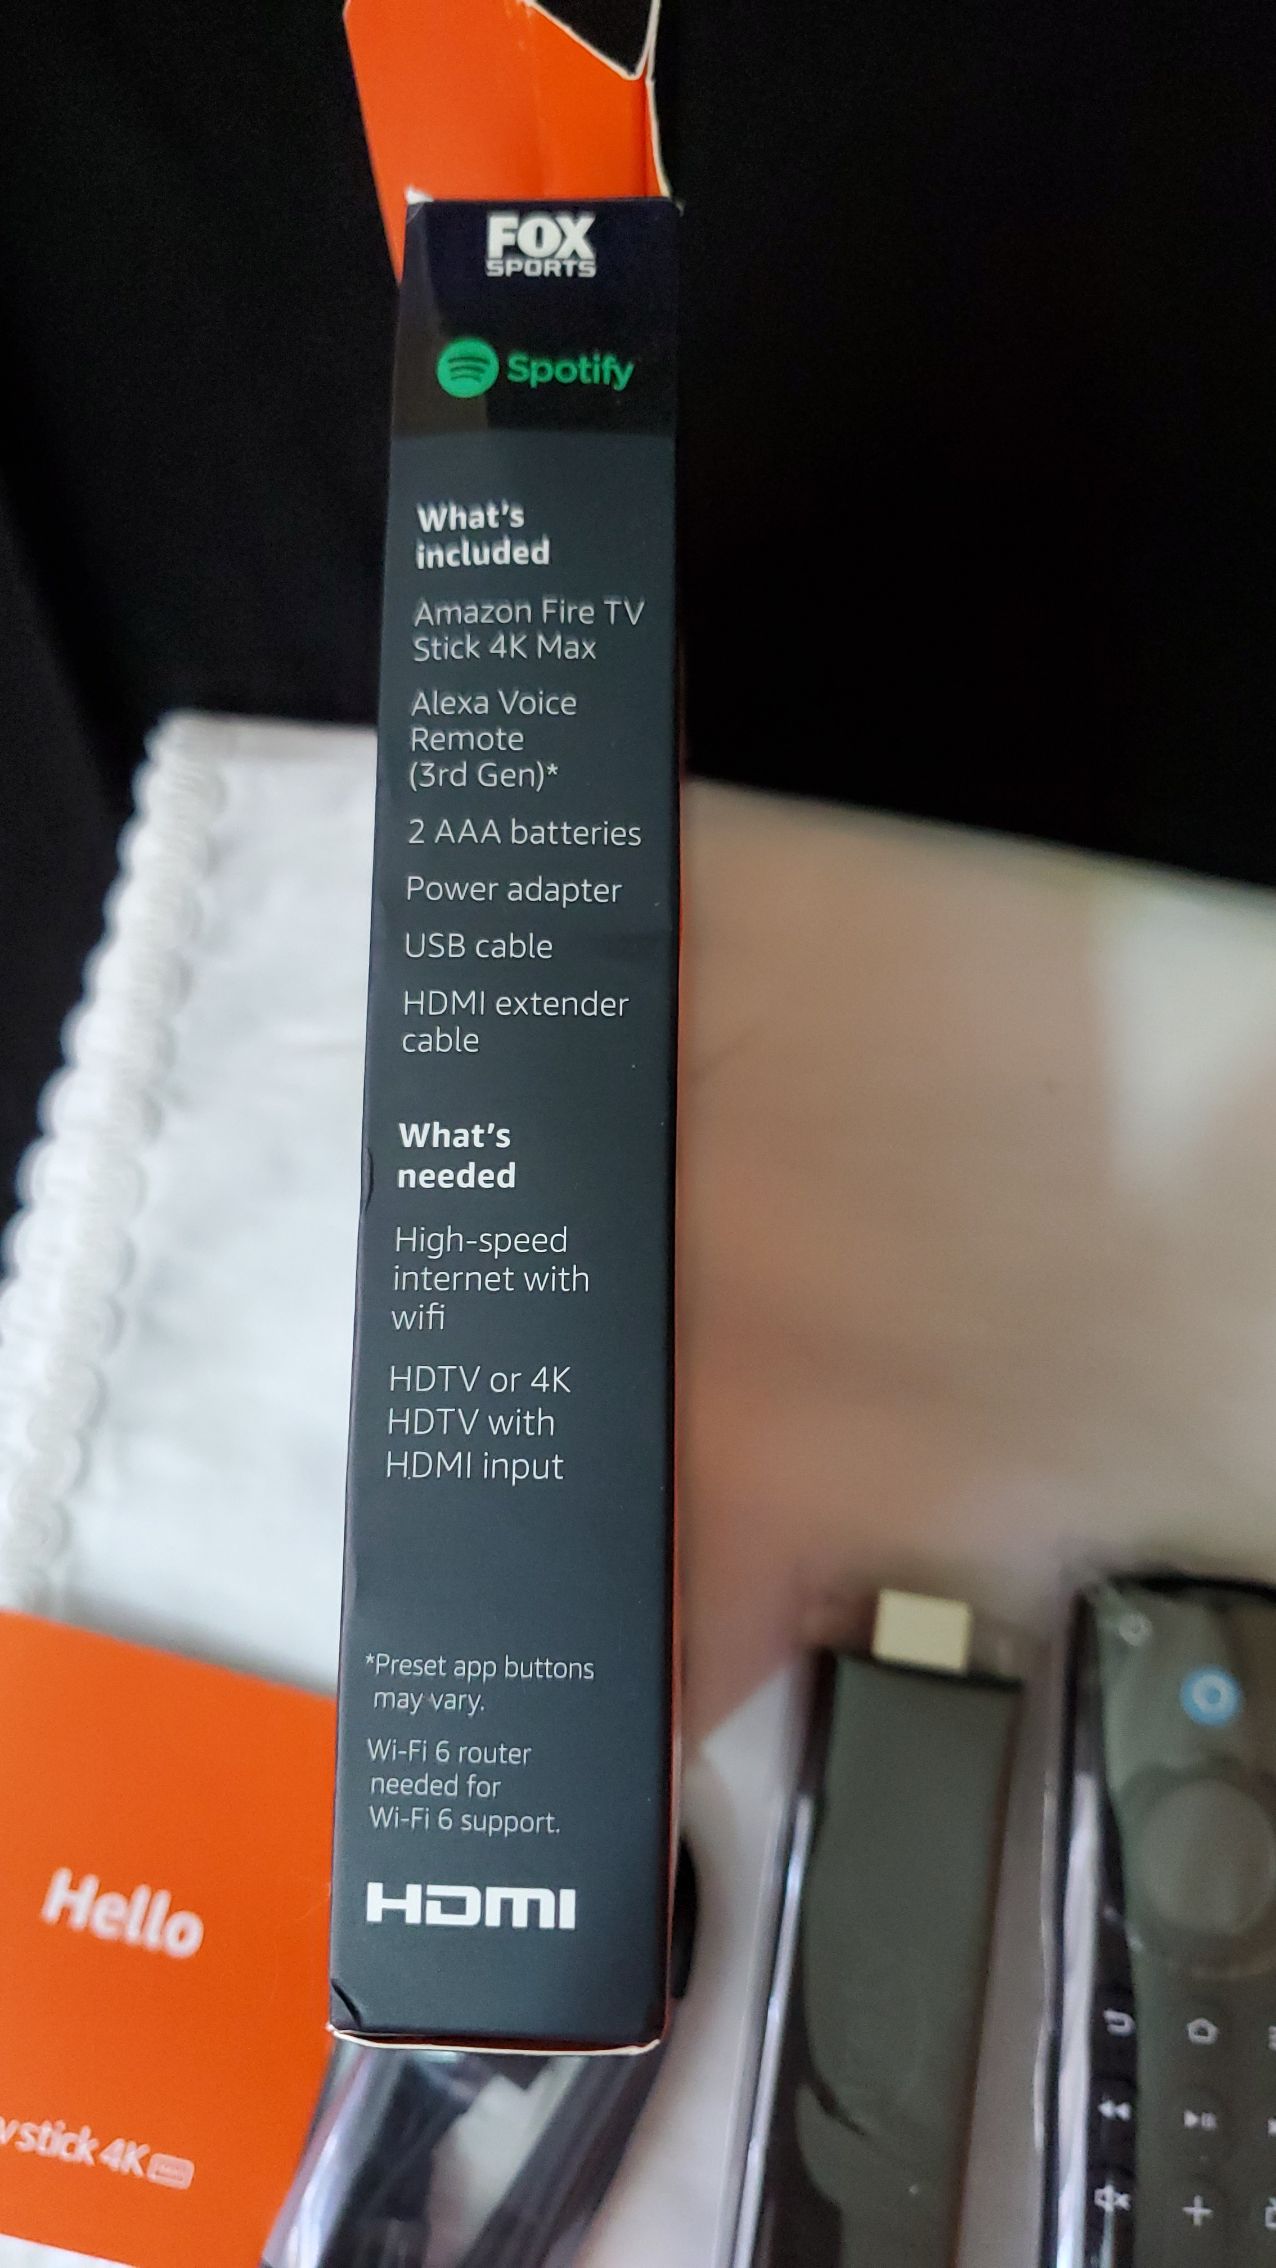 FOX
SPORTS
Spotify
What's
included
Amazon Fire TV
Stick 4K Max
Alexa Voice
Remote
(3rd Gen)*
2 AAA batteries
Power adapter
USB cable
HDMI extender
cable
What's
needed
High-speed
internet with
wifi
HDTV or 4K
HDTV with
HDMI input
*Preset app buttons
may vary.
Wi-Fi 6 router
needed for
Wi-Fi 6 support.
HDMI
Hello
stick 4K